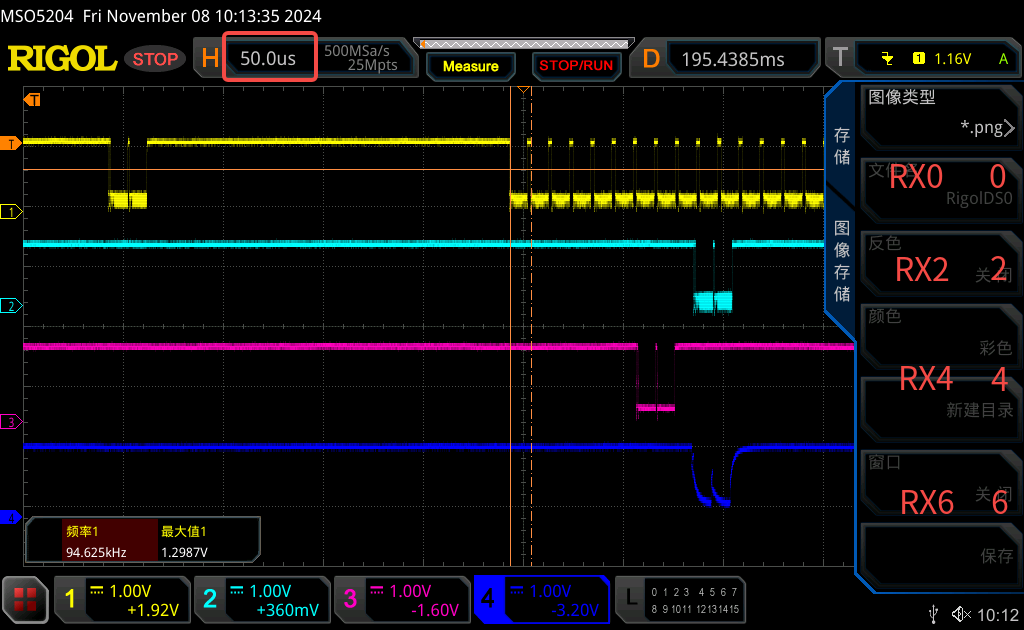 MSO5204 Fri November 08 10:13:35 2024
RIGOL STOP H 50.0us 500MSa/s 25Mpts Measure STOP/RUN D 195.4385ms T 1 1.16V A
T
图像类型
*.png
存储
文件名
RigolDS0
RX0 0
T
1
图像存储
反色
关闭
RX2 2
2
颜色
彩色
RX4 4
新建目录
3
窗口
关闭
RX6 6
4
频率1 最大值1
94.625kHz 1.2987V
保存
1 1.00V +1.92V
2 1.00V +360mV
3 1.00V -1.60V
4 1.00V -3.20V
L 0 1 2 3 4 5 6 7
8 9 10 11 12 13 14 15
10:12